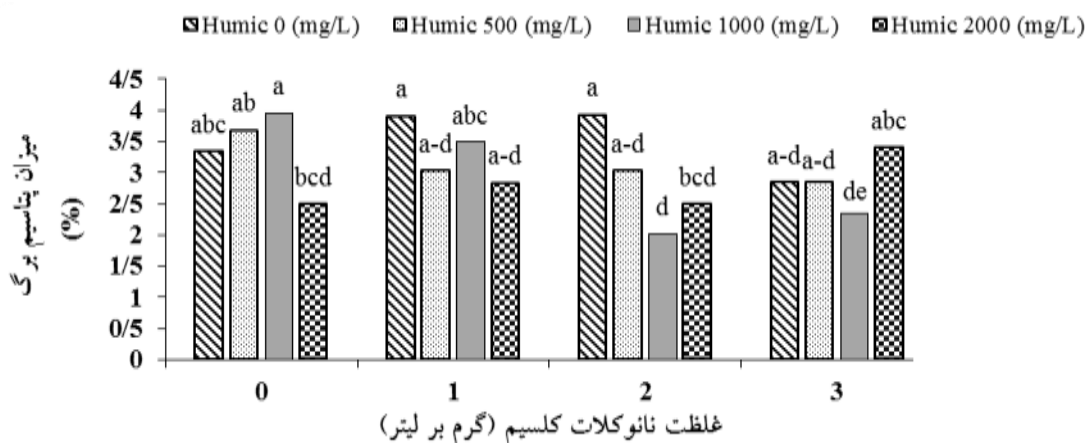 Humic 0 (mg/L) Humic 500 (mg/L) Humic 1000 (mg/L) Humic 2000 (mg/L)
میزان پتاسیم برگ
(%)
4/5
4
3/5
3
2/5
2
1/5
1
0/5
0
abc ab a bcd
a a-d abc a-d
a a-d d bcd
a-d a-d de abc
0 1 2 3
غلظت نانوکلات کلسیم (گرم بر لیتر)